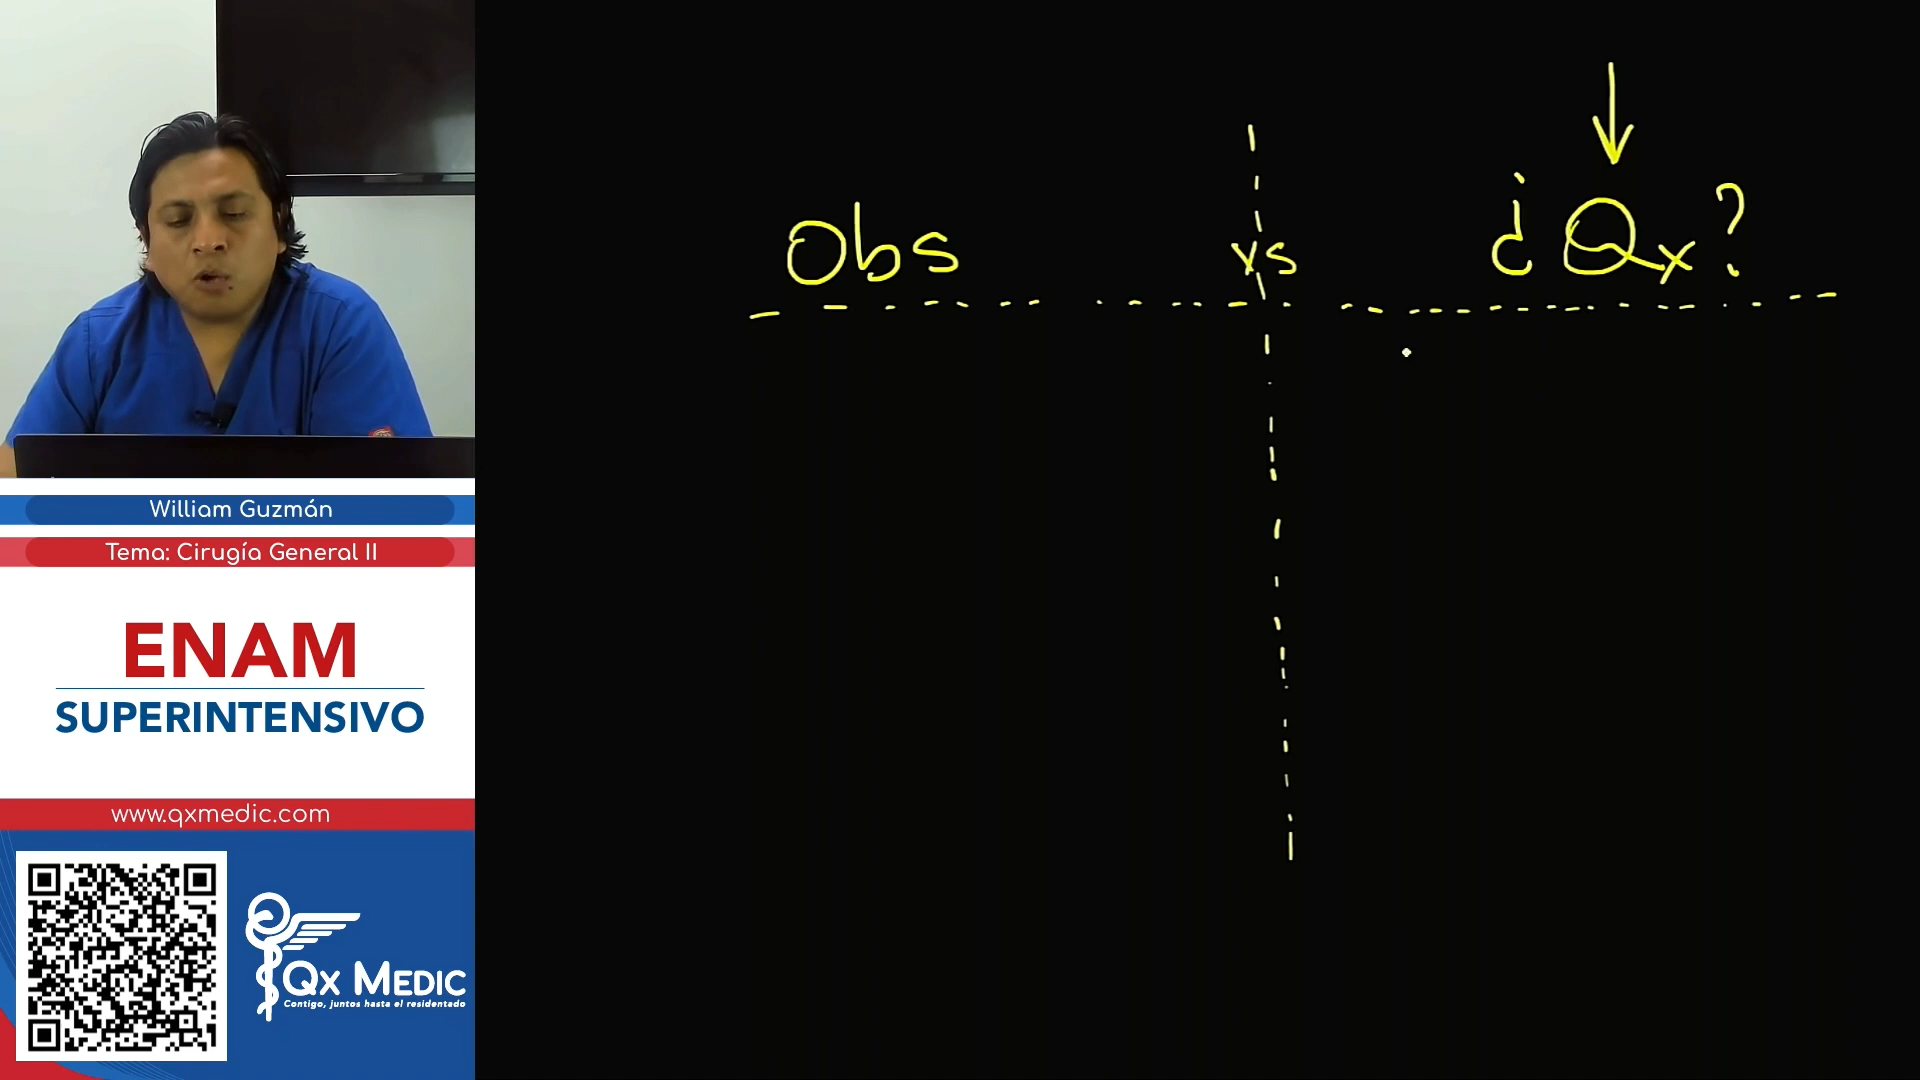 Obs
vs
¿Qx?
William Guzmán
Tema: Cirugía General II
ENAM
SUPERINTENSIVO
www.qxmedic.com
Qx MEDIC
Contigo, juntos hasta el residentado